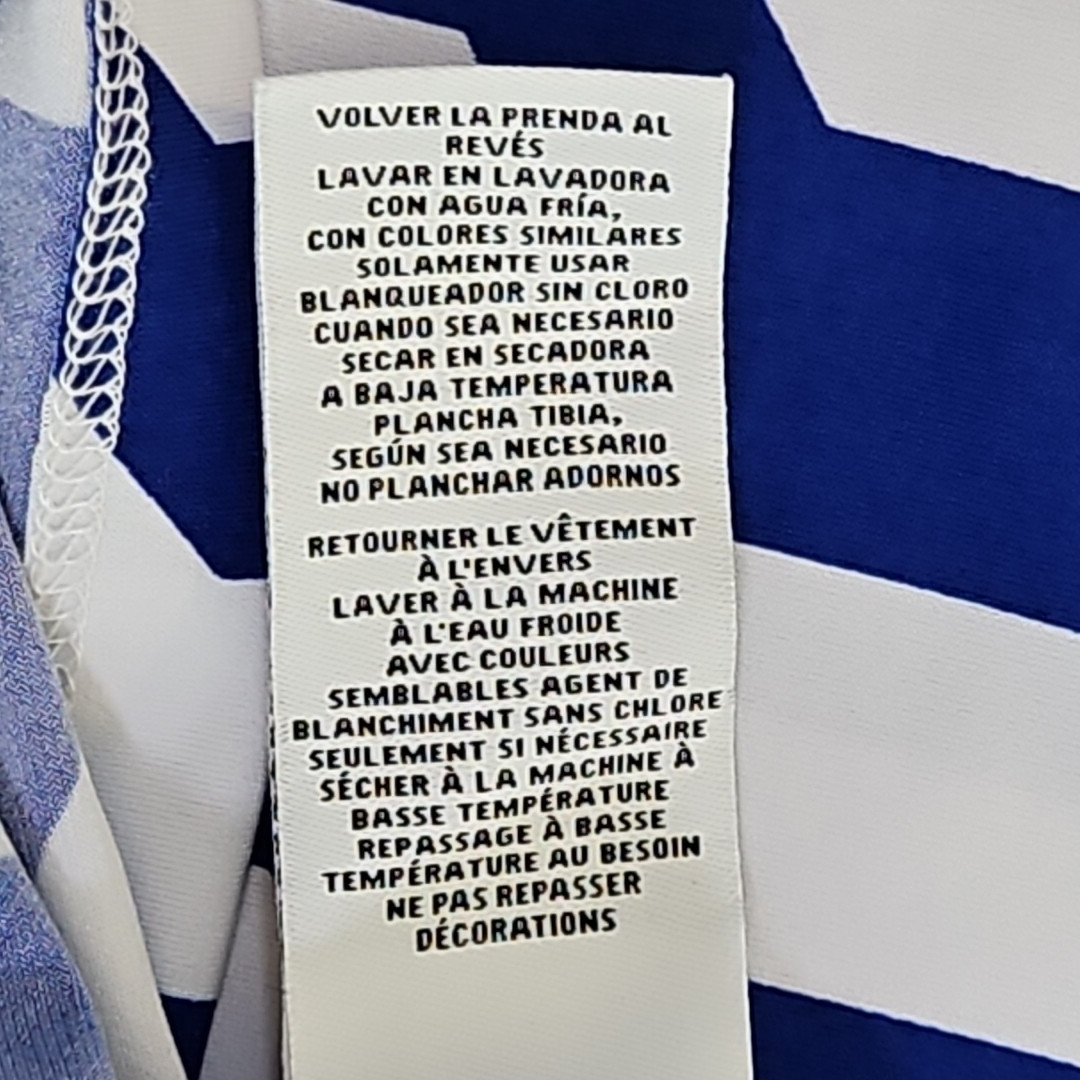 VOLVER LA PRENDA AL
REVÉS
LAVAR EN LAVADORA
CON AGUA FRÍA,
CON COLORES SIMILARES
SOLAMENTE USAR
BLANQUEADOR SIN CLORO
CUANDO SEA NECESARIO
SECAR EN SECADORA
A BAJA TEMPERATURA
PLANCHA TIBIA,
SEGÚN SEA NECESARIO
NO PLANCHAR ADORNOS
RETOURNER LE VÊTEMENT
À L'ENVERS
LAVER À LA MACHINE
À L'EAU FROIDE
AVEC COULEURS
SEMBLABLES AGENT DE
BLANCHIMENT SANS CHLORE
SEULEMENT SI NÉCESSAIRE
SÉCHER À LA MACHINE À
BASSE TEMPÉRATURE
REPASSAGE À BASSE
TEMPÉRATURE AU BESOIN
NE PAS REPASSER
DÉCORATIONS